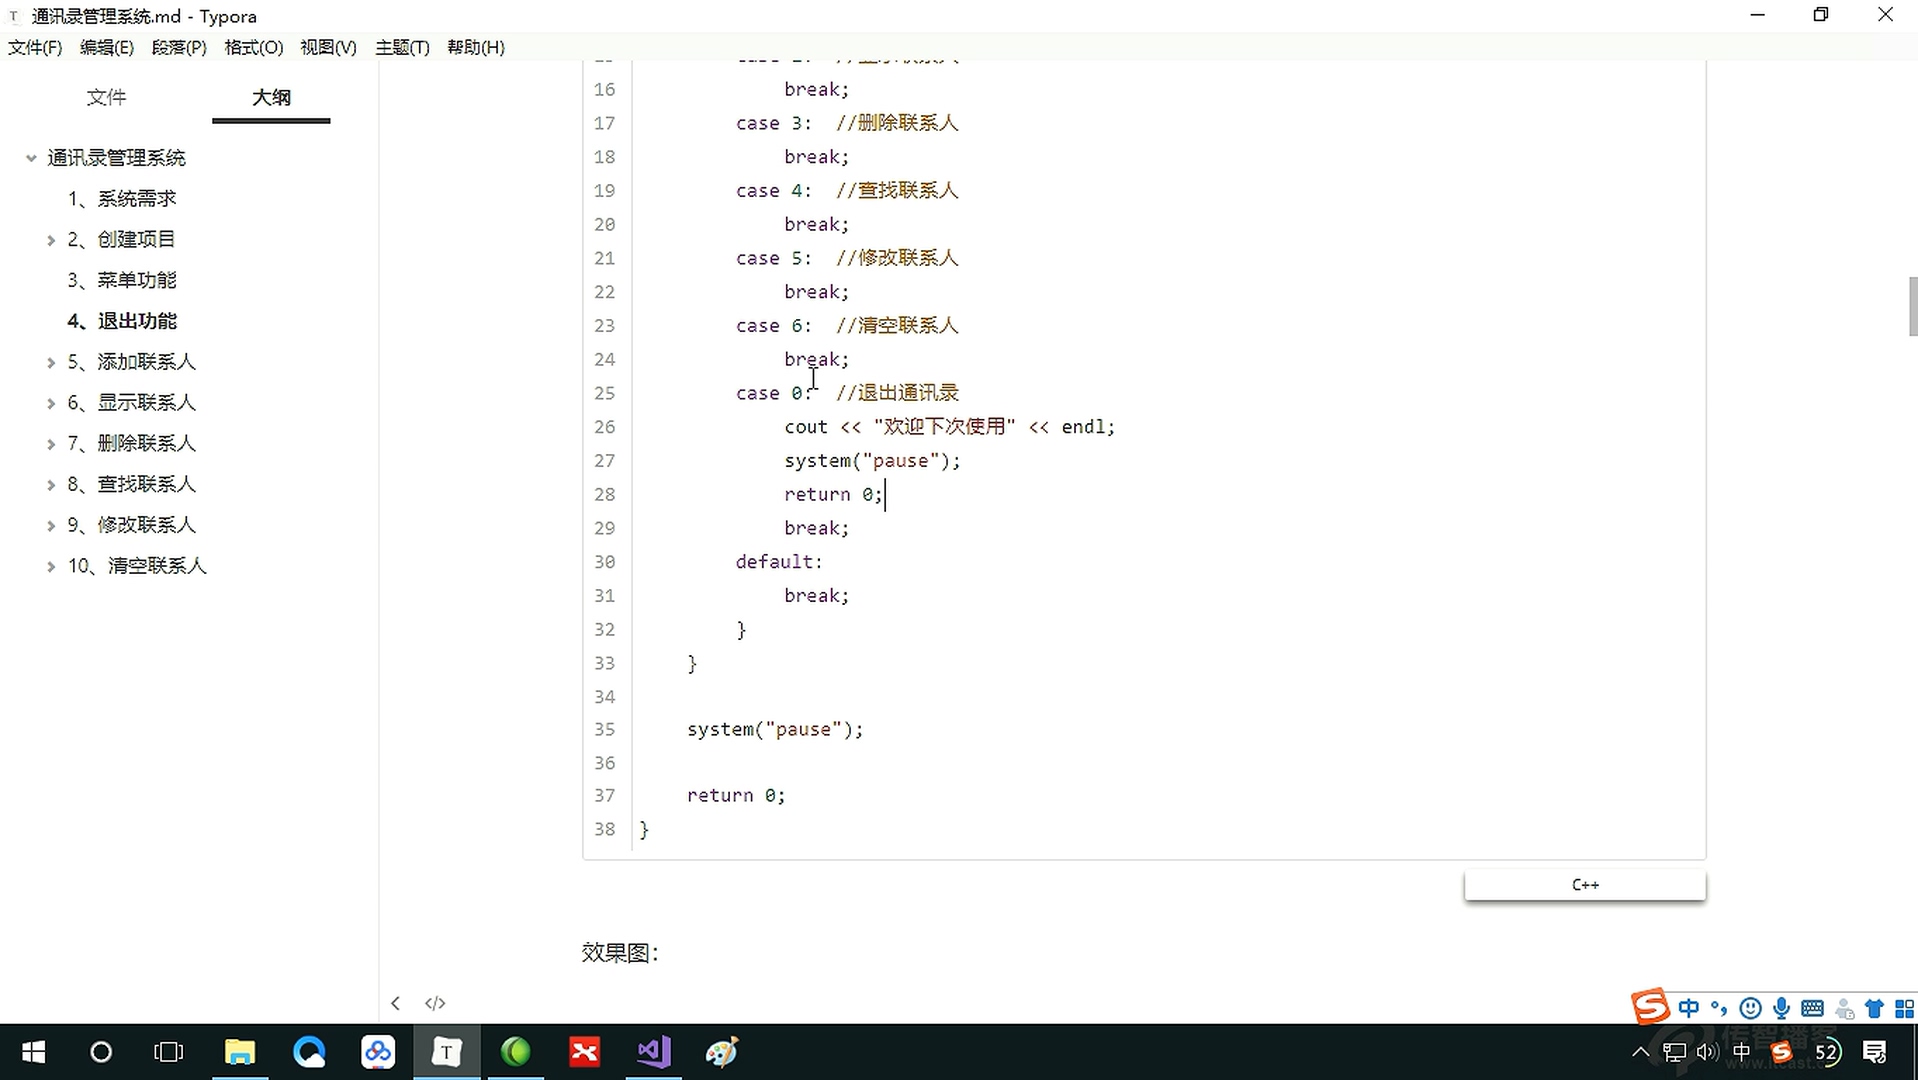 通讯录管理系统.md - Typora
文件(F) 编辑(E) 段落(P) 格式(O) 视图(V) 主题(T) 帮助(H)
文件 大纲
通讯录管理系统
1、系统需求
2、创建项目
3、菜单功能
4、退出功能
5、添加联系人
6、显示联系人
7、删除联系人
8、查找联系人
9、修改联系人
10、清空联系人
16 break;
17 case 3: //删除联系人
18 break;
19 case 4: //查找联系人
20 break;
21 case 5: //修改联系人
22 break;
23 case 6: //清空联系人
24 break;
25 case 0: //退出通讯录
26 cout << "欢迎下次使用" << endl;
27 system("pause");
28 return 0;
29 break;
30 default:
31 break;
32 }
33 }
34
35 system("pause");
36
37 return 0;
38 }
C++
效果图：
</>
中
中 52
传智播客